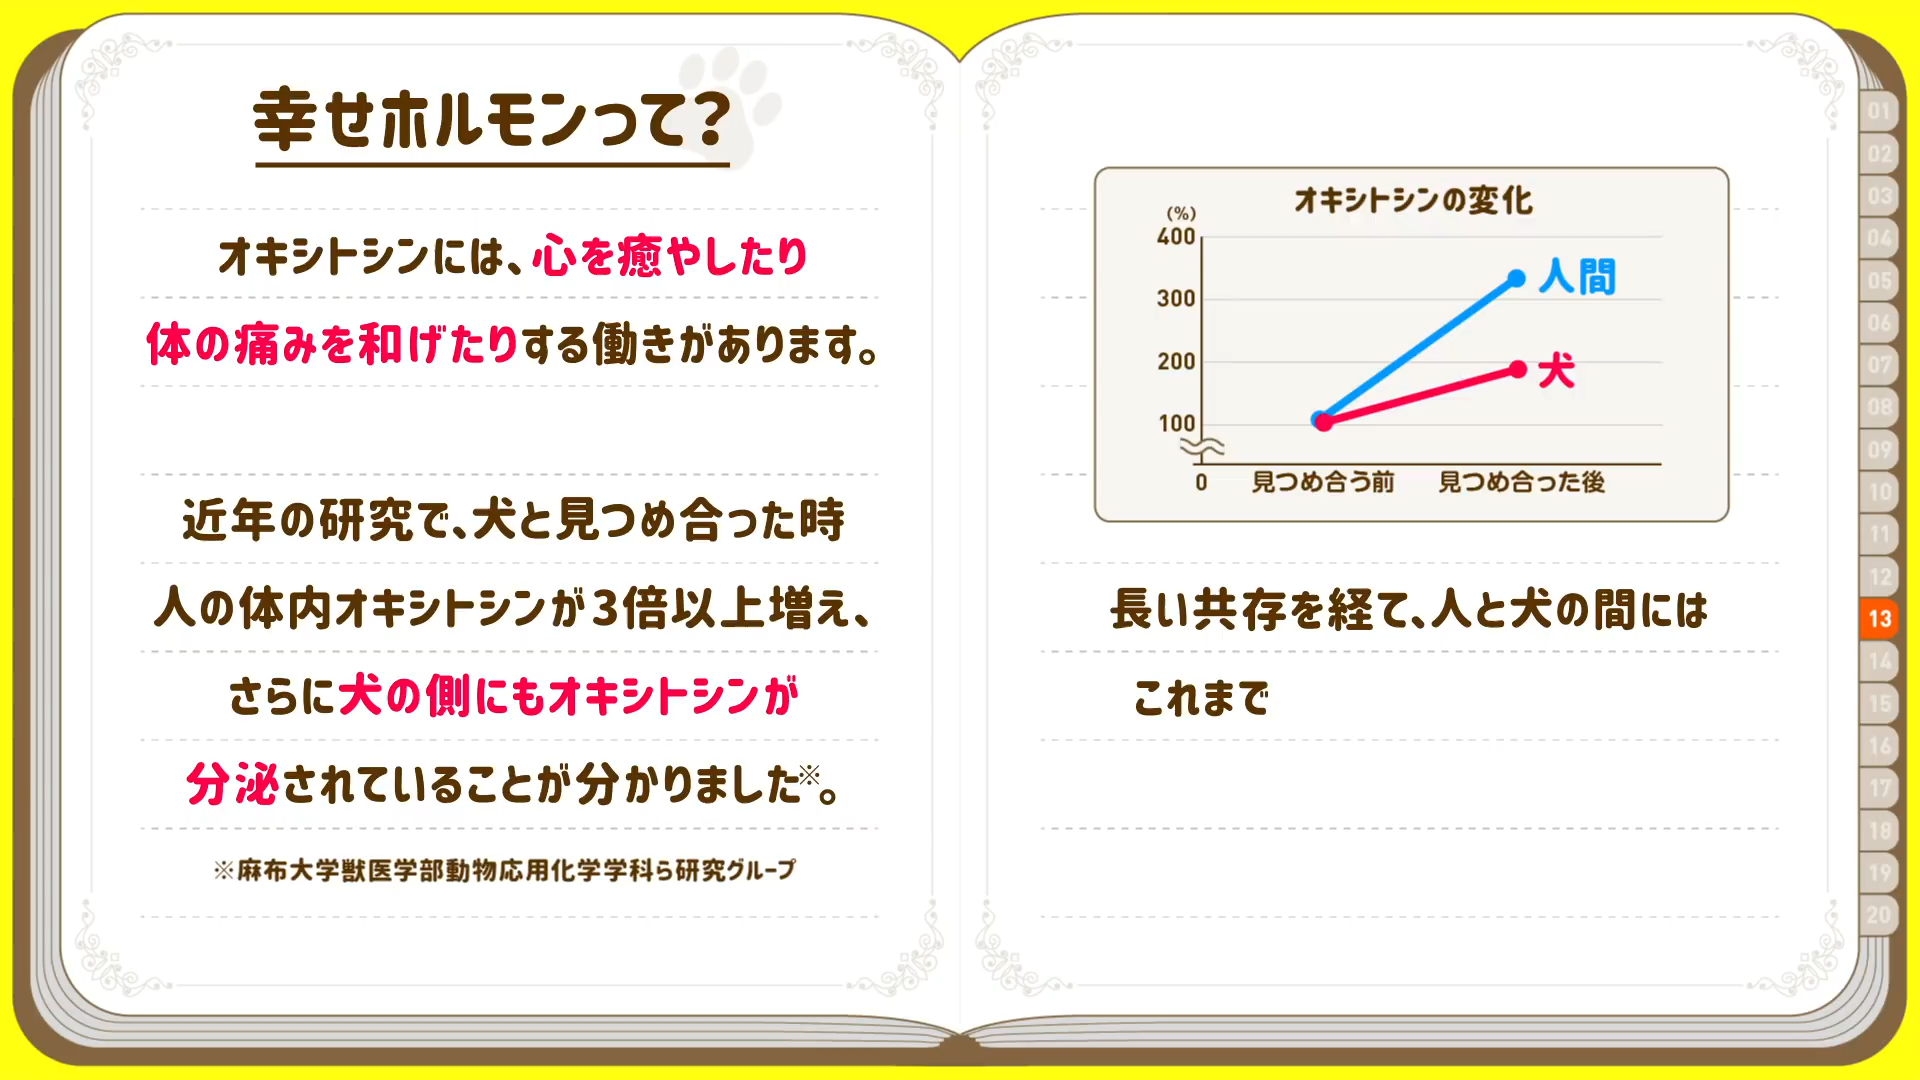 幸せホルモンって?
オキシトシンには、心を癒やしたり
体の痛みを和げたりする働きがあります。
近年の研究で、犬と見つめ合った時
人の体内オキシトシンが3倍以上増え、
さらに犬の側にもオキシトシンが
分泌されていることが分かりました※。
※麻布大学獣医学部動物応用化学学科ら研究グループ
オキシトシンの変化
(%)
400
人間
300
200
犬
100
0 見つめ合う前 見つめ合った後
長い共存を経て、人と犬の間には
これまで
01
02
03
04
05
06
07
08
09
10
11
12
13
14
15
16
17
18
19
20